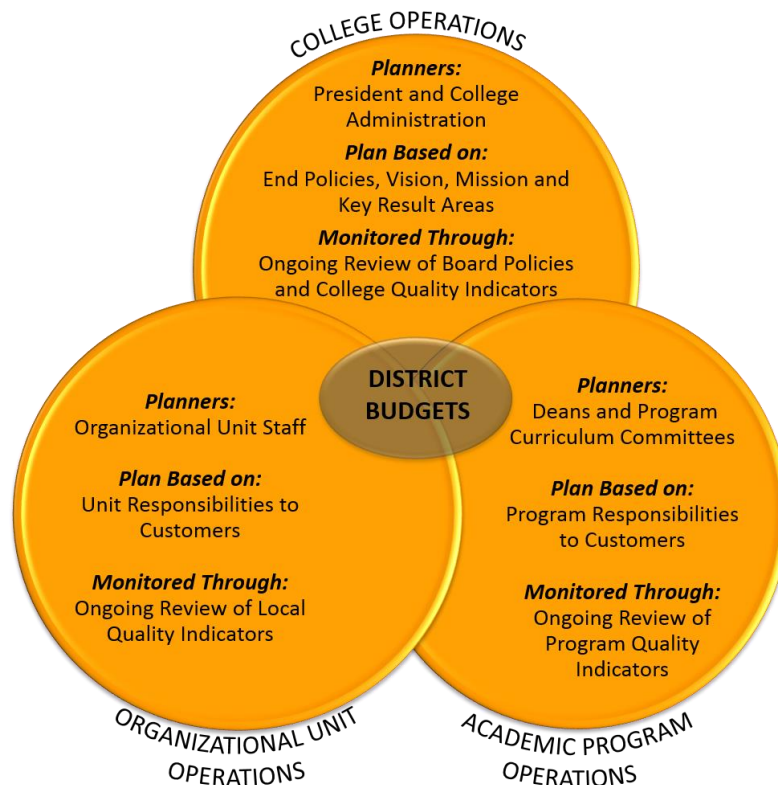 COLLEGE OPERATIONS
Planners:
President and College
Administration
Plan Based on:
End Policies, Vision, Mission and
Key Result Areas
Monitored Through:
Ongoing Review of Board Policies
and College Quality Indicators
DISTRICT
BUDGETS
Planners:
Organizational Unit Staff
Plan Based on:
Unit Responsibilities to
Customers
Monitored Through:
Ongoing Review of Local
Quality Indicators
ORGANIZATIONAL UNIT
OPERATIONS
Planners:
Deans and Program
Curriculum Committees
Plan Based on:
Program Responsibilities
to Customers
Monitored Through:
Ongoing Review of
Program Quality
Indicators
ACADEMIC PROGRAM
OPERATIONS